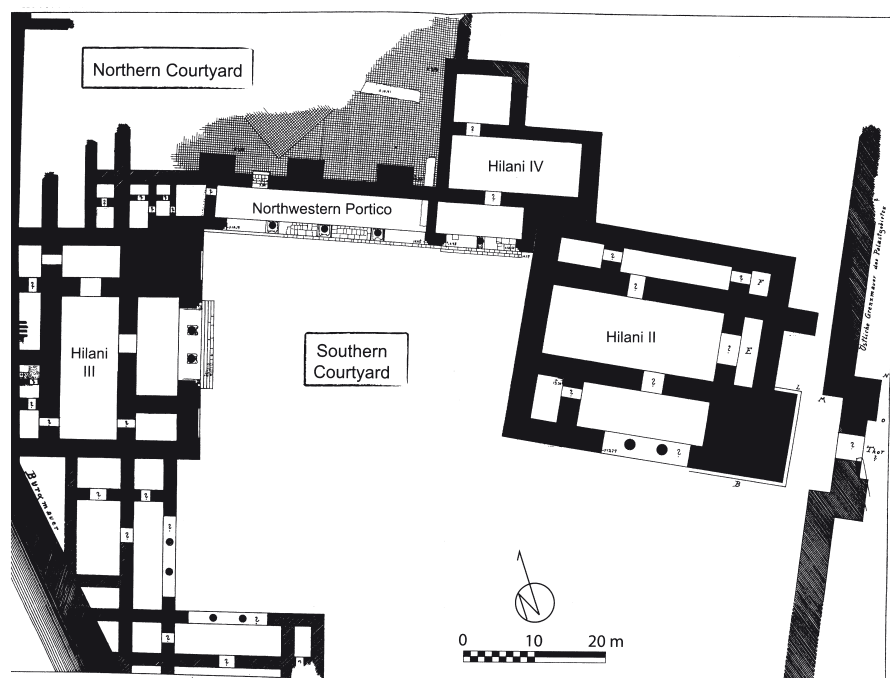 Northern Courtyard
Hilani IV
Northwestern Portico
F
Hilani II
E
Hilani
III
Southern
Courtyard
Östliche Grenzmauer des Palastgebietes
L
M
N
O
Thor
?
B
Burgmauer
N
0 10 20 m